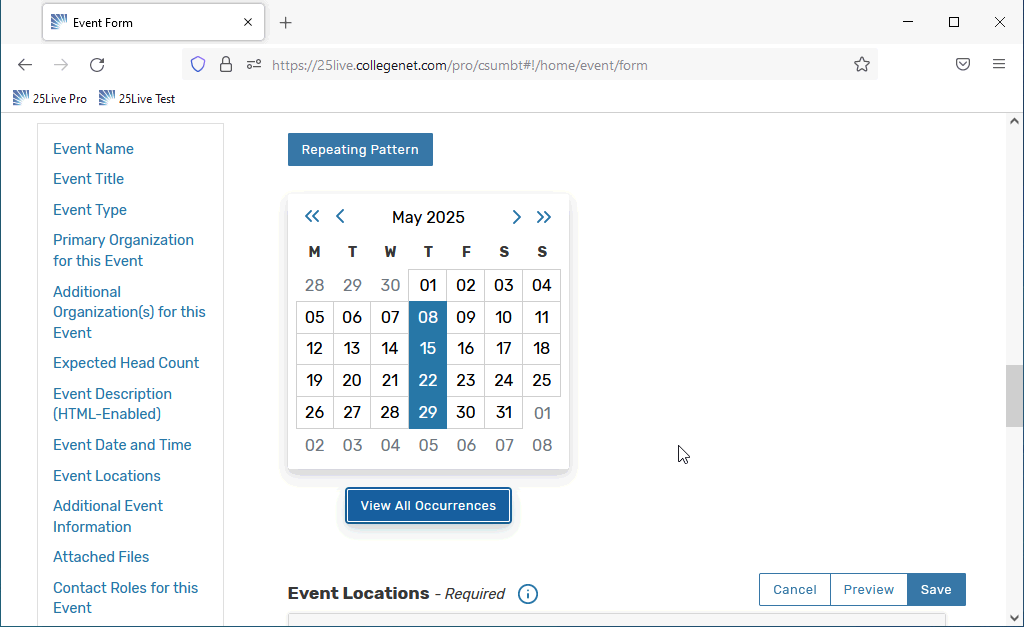 Event Form
https://25live.collegenet.com/pro/csumbt#!/home/event/form
25Live Pro
25Live Test
Event Name
Event Title
Event Type
Primary Organization
for this Event
Additional
Organization(s) for this
Event
Expected Head Count
Event Description
(HTML-Enabled)
Event Date and Time
Event Locations
Additional Event
Information
Attached Files
Contact Roles for this
Event
Repeating Pattern
May 2025
M T W T F S S
28 29 30 01 02 03 04
05 06 07 08 09 10 11
12 13 14 15 16 17 18
19 20 21 22 23 24 25
26 27 28 29 30 31 01
02 03 04 05 06 07 08
View All Occurrences
Event Locations - Required
Cancel
Preview
Save